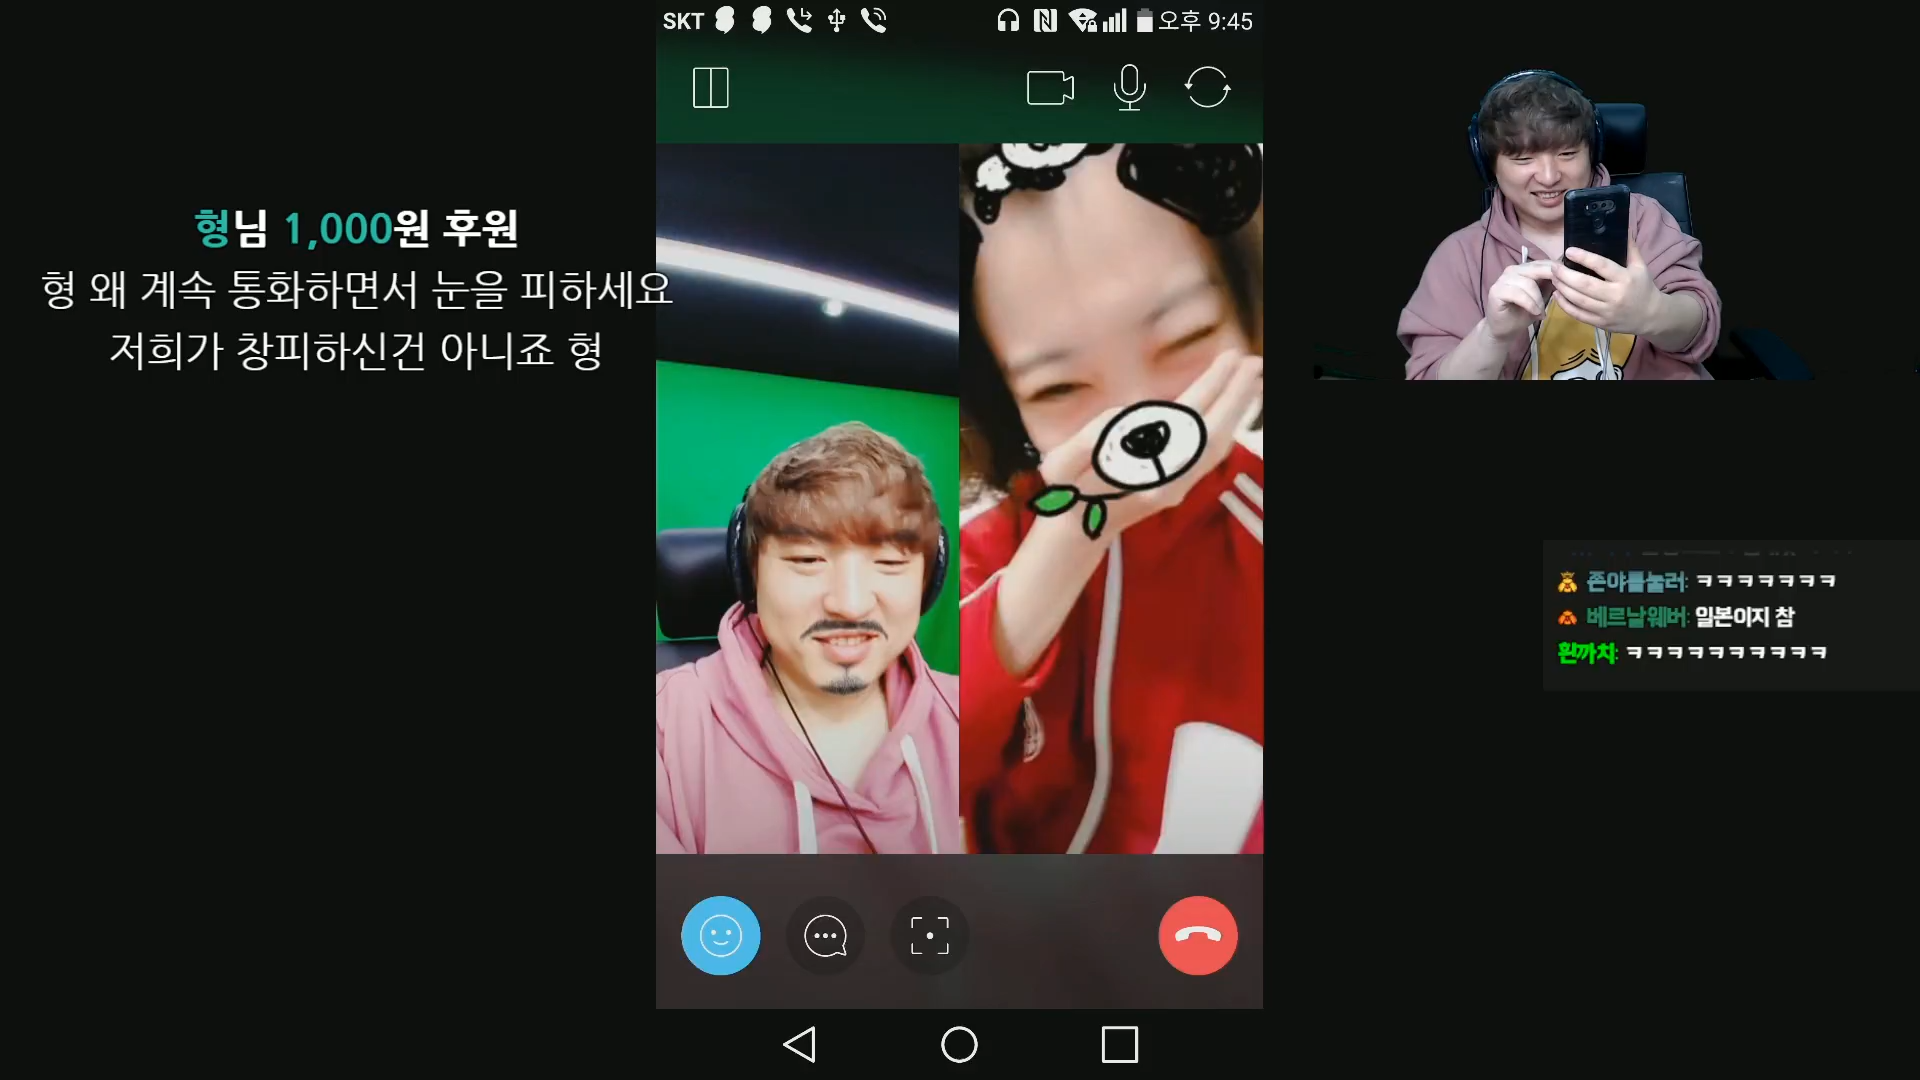 SKT
오후 9:45
형님 1,000원 후원
형 왜 계속 통화하면서 눈을 피하세요
저희가 창피하신건 아니죠 형
존야를눌러: ㅋㅋㅋㅋㅋㅋㅋ
베르날웨버: 일본이지 참
흰까치: ㅋㅋㅋㅋㅋㅋㅋㅋㅋㅋ